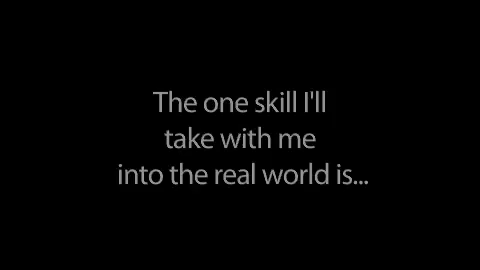 The one skill I'll
take with me
into the real world is...